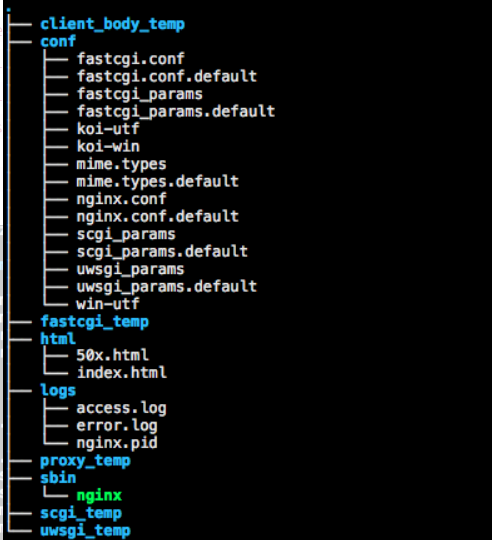 .
├── client_body_temp
├── conf
│   ├── fastcgi.conf
│   ├── fastcgi.conf.default
│   ├── fastcgi_params
│   ├── fastcgi_params.default
│   ├── koi-utf
│   ├── koi-win
│   ├── mime.types
│   ├── mime.types.default
│   ├── nginx.conf
│   ├── nginx.conf.default
│   ├── scgi_params
│   ├── scgi_params.default
│   ├── uwsgi_params
│   ├── uwsgi_params.default
│   └── win-utf
├── fastcgi_temp
├── html
│   ├── 50x.html
│   └── index.html
├── logs
│   ├── access.log
│   ├── error.log
│   └── nginx.pid
├── proxy_temp
├── sbin
│   └── nginx
├── scgi_temp
└── uwsgi_temp